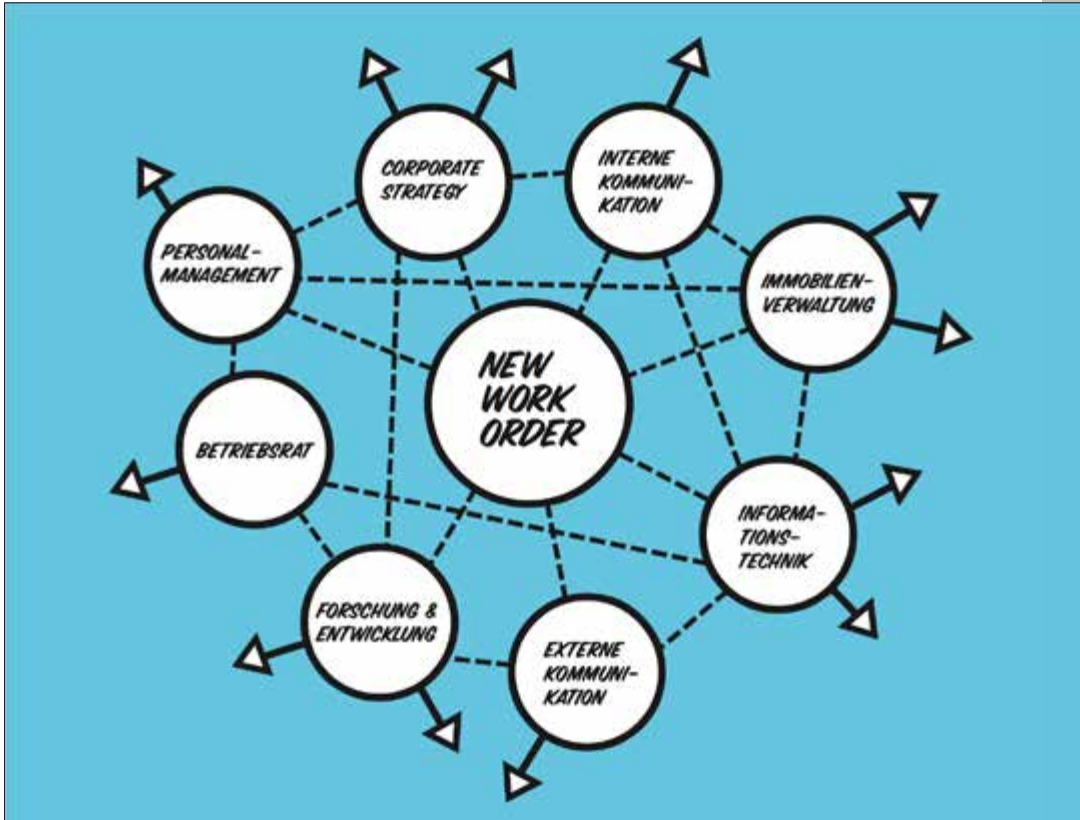 CORPORATE
STRATEGY
INTERNE
KOMMUNI-
KATION
PERSONAL-
MANAGEMENT
IMMOBILIEN-
VERWALTUNG
NEW
WORK
ORDER
BETRIEBSRAT
INFORMA-
TIONS-
TECHNIK
FORSCHUNG &
ENTWICKLUNG
EXTERNE
KOMMUNI-
KATION